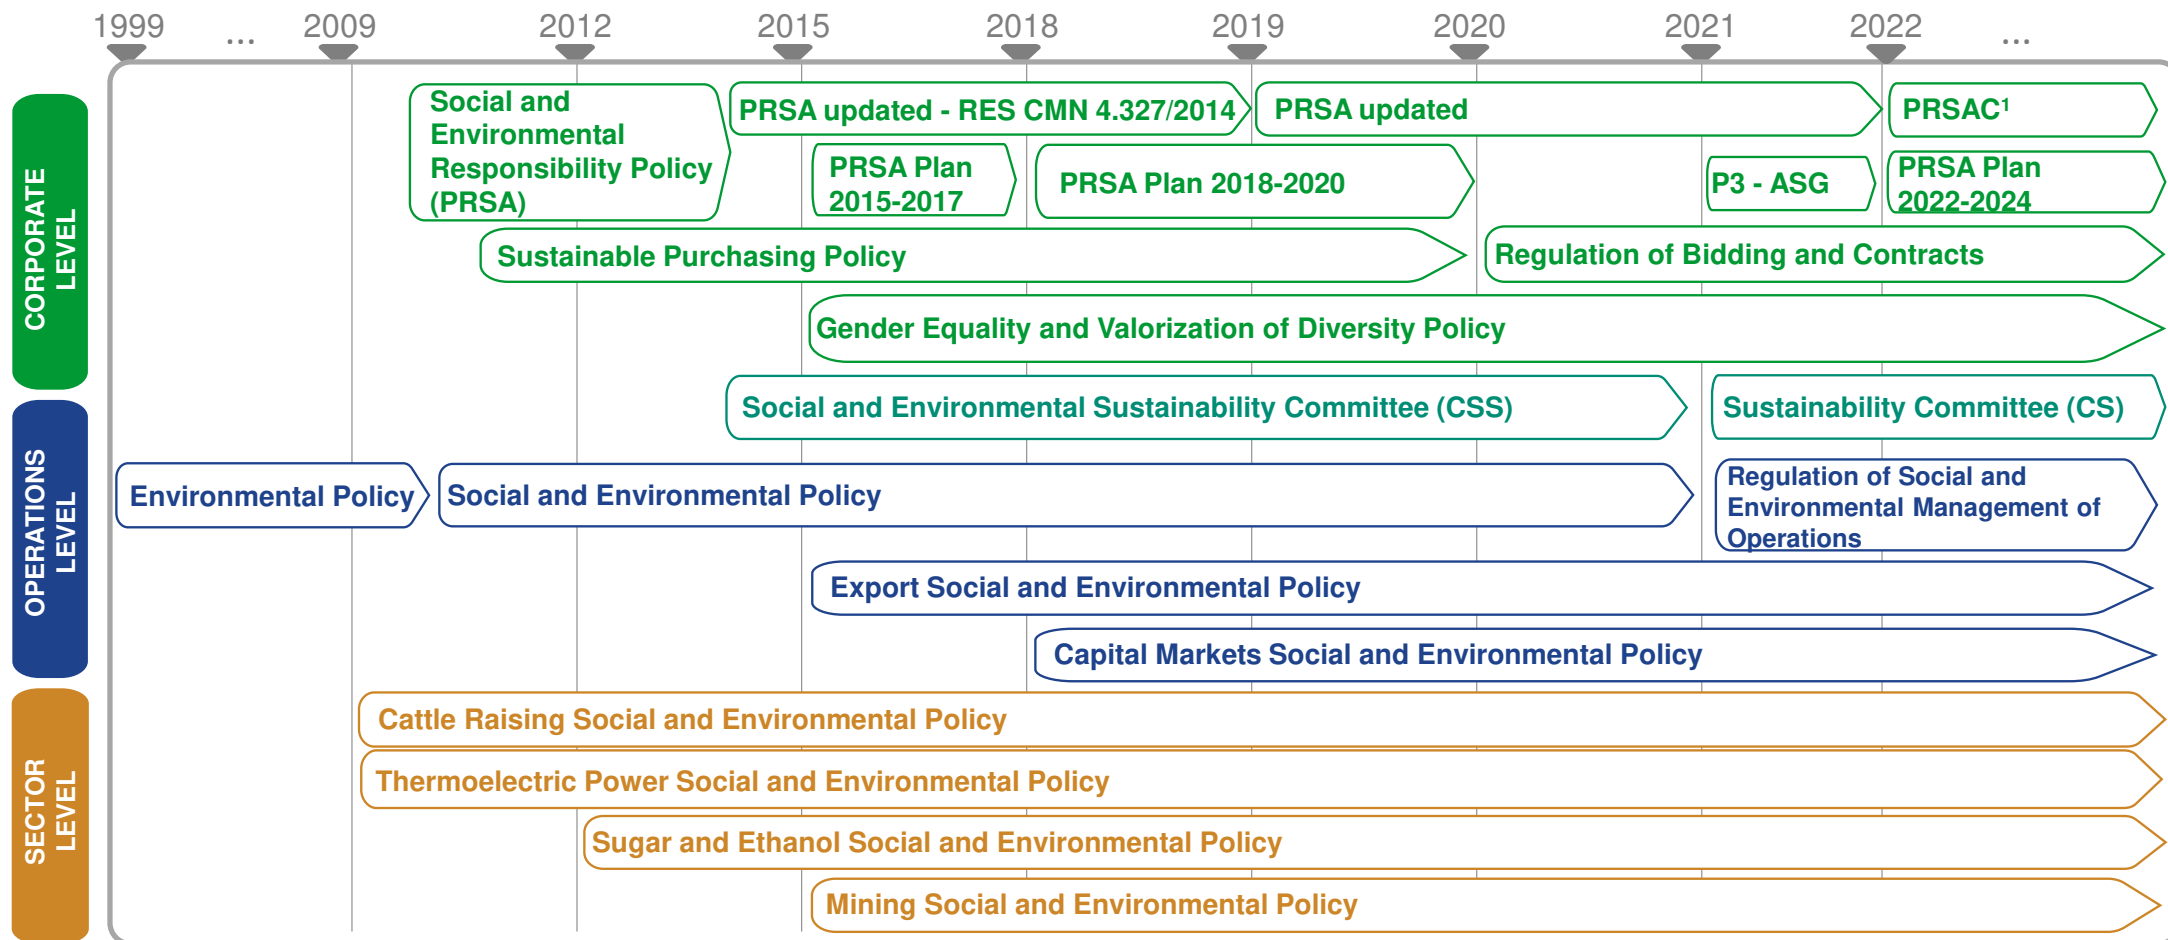 1999 ... 2009 2012 2015 2018 2019 2020 2021 2022 ...
CORPORATE
LEVEL
Social and
Environmental
Responsibility Policy
(PRSA)
PRSA updated - RES CMN 4.327/2014
PRSA updated
PRSAC¹
PRSA Plan
2015-2017
PRSA Plan 2018-2020
P3 - ASG
PRSA Plan
2022-2024
Sustainable Purchasing Policy
Regulation of Bidding and Contracts
Gender Equality and Valorization of Diversity Policy
Social and Environmental Sustainability Committee (CSS)
Sustainability Committee (CS)
OPERATIONS
LEVEL
Environmental Policy
Social and Environmental Policy
Regulation of Social and
Environmental Management of
Operations
Export Social and Environmental Policy
Capital Markets Social and Environmental Policy
SECTOR
LEVEL
Cattle Raising Social and Environmental Policy
Thermoelectric Power Social and Environmental Policy
Sugar and Ethanol Social and Environmental Policy
Mining Social and Environmental Policy